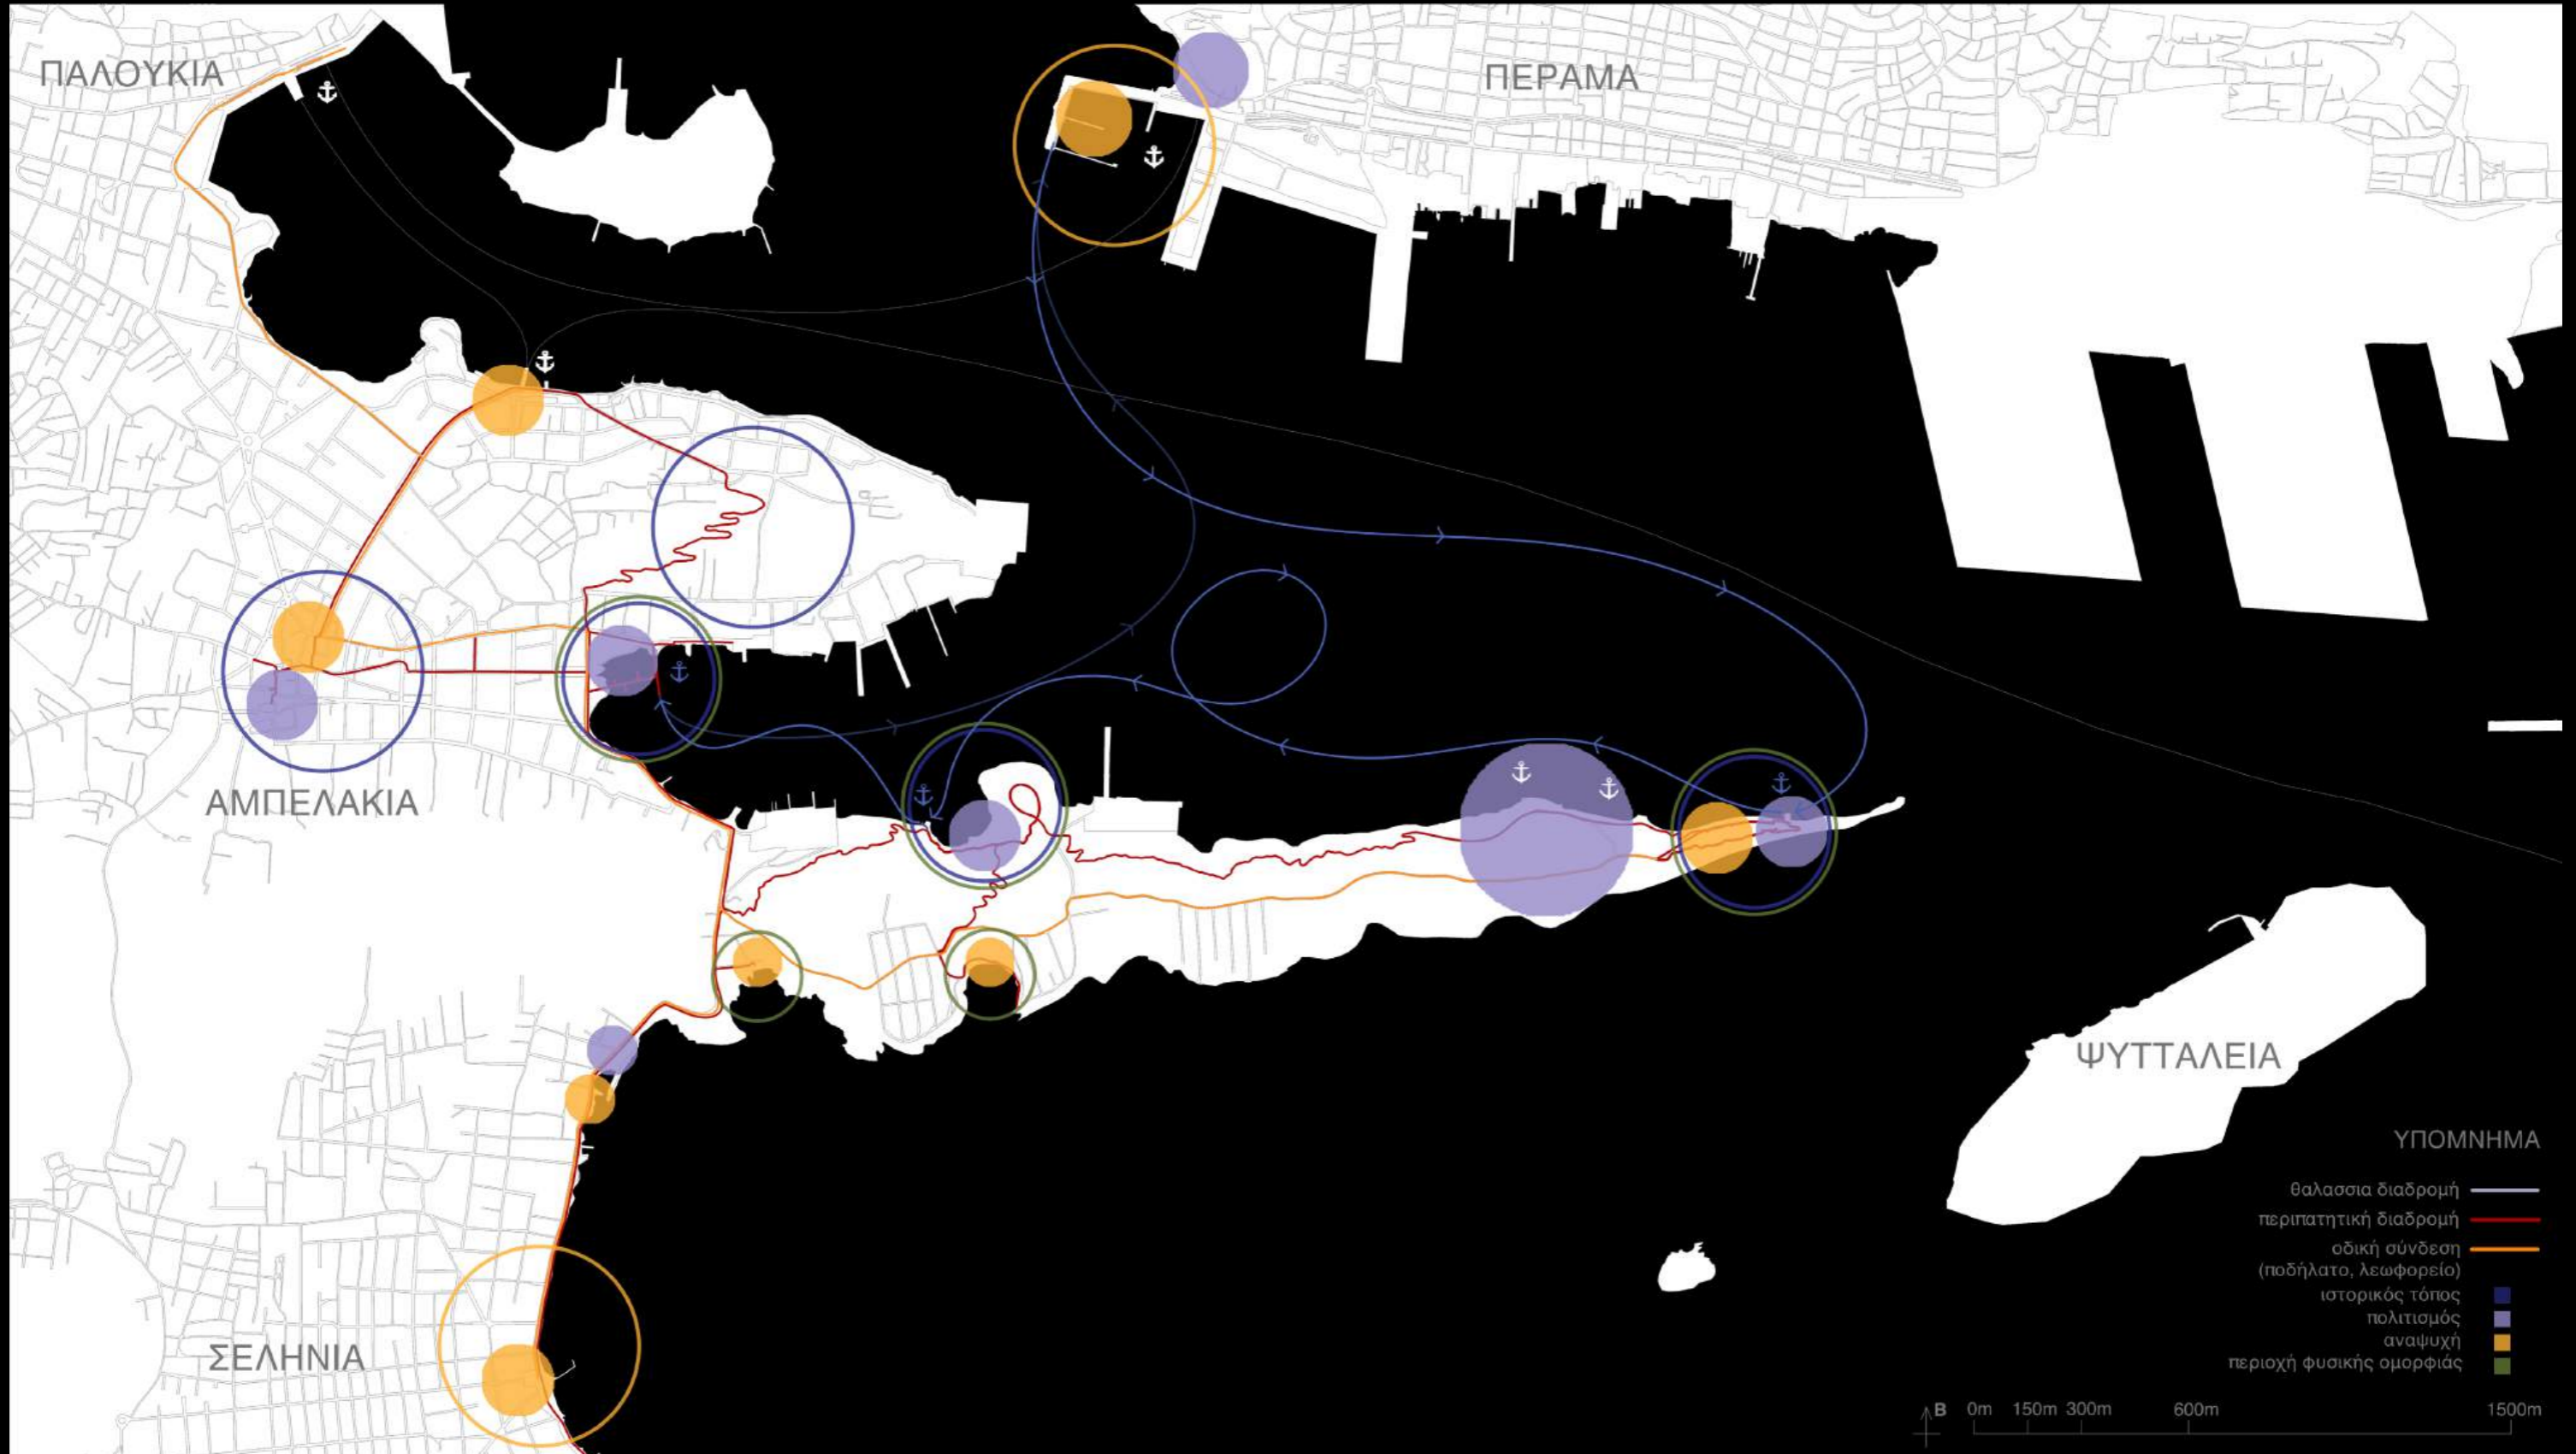 ΠΑΛΟΥΚΙΑ
ΠΕΡΑΜΑ
ΑΜΠΕΛΑΚΙΑ
ΨΥΤΤΑΛΕΙΑ
ΣΕΛΗΝΙΑ
ΥΠΟΜΝΗΜΑ
θαλασσια διαδρομή
περιπατητική διαδρομή
οδική σύνδεση
(ποδήλατο, λεωφορείο)
ιστορικός τόπος
πολιτισμός
αναψυχή
περιοχή φυσικής ομορφιάς
Β 0m 150m 300m 600m 1500m